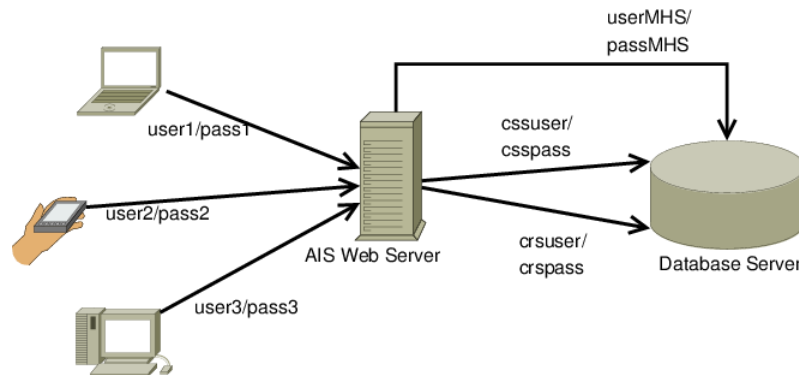 userMHS/
passMHS
user1/pass1
cssuser/
csspass
user2/pass2
AIS Web Server
crsuser/
crspass
Database Server
user3/pass3